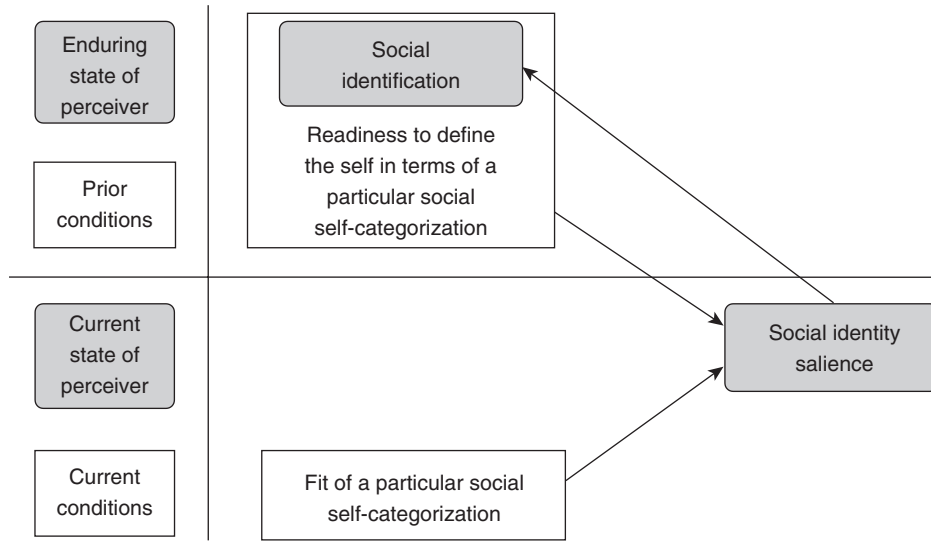 Enduring
state of
perceiver
Social
identification
Readiness to define
the self in terms of a
particular social
self-categorization
Prior
conditions
Current
state of
perceiver
Social identity
salience
Current
conditions
Fit of a particular social
self-categorization